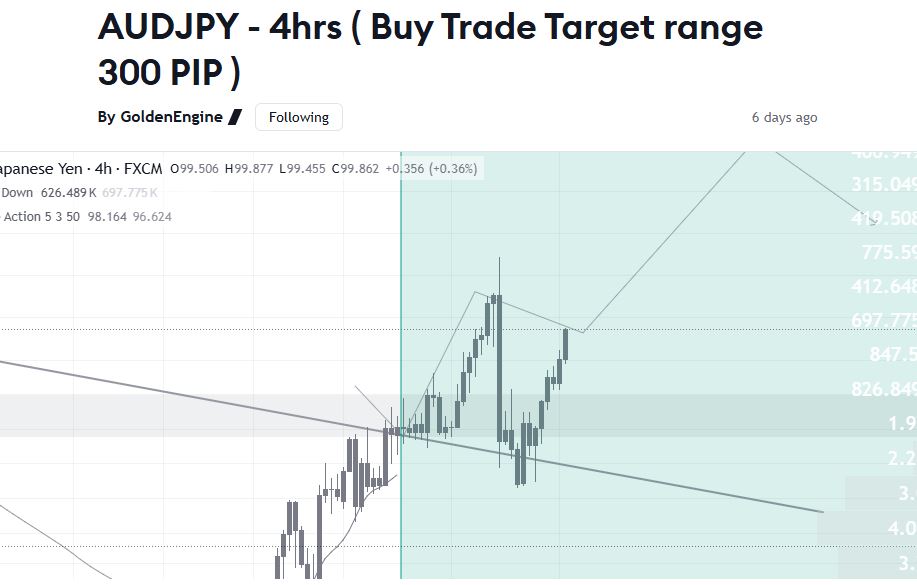 AUDJPY - 4hrs ( Buy Trade Target range
300 PIP )
By GoldenEngine Following 6 days ago
apanese Yen · 4h · FXCM O99.506 H99.877 L99.455 C99.862 +0.356 (+0.36%)
Down 626.489K 697.775K
Action 5 3 50 98.164 96.624
315.049
419.508
775.59
412.648
697.775
847.5
826.849
1.9
2.2
3.
4.0
3.